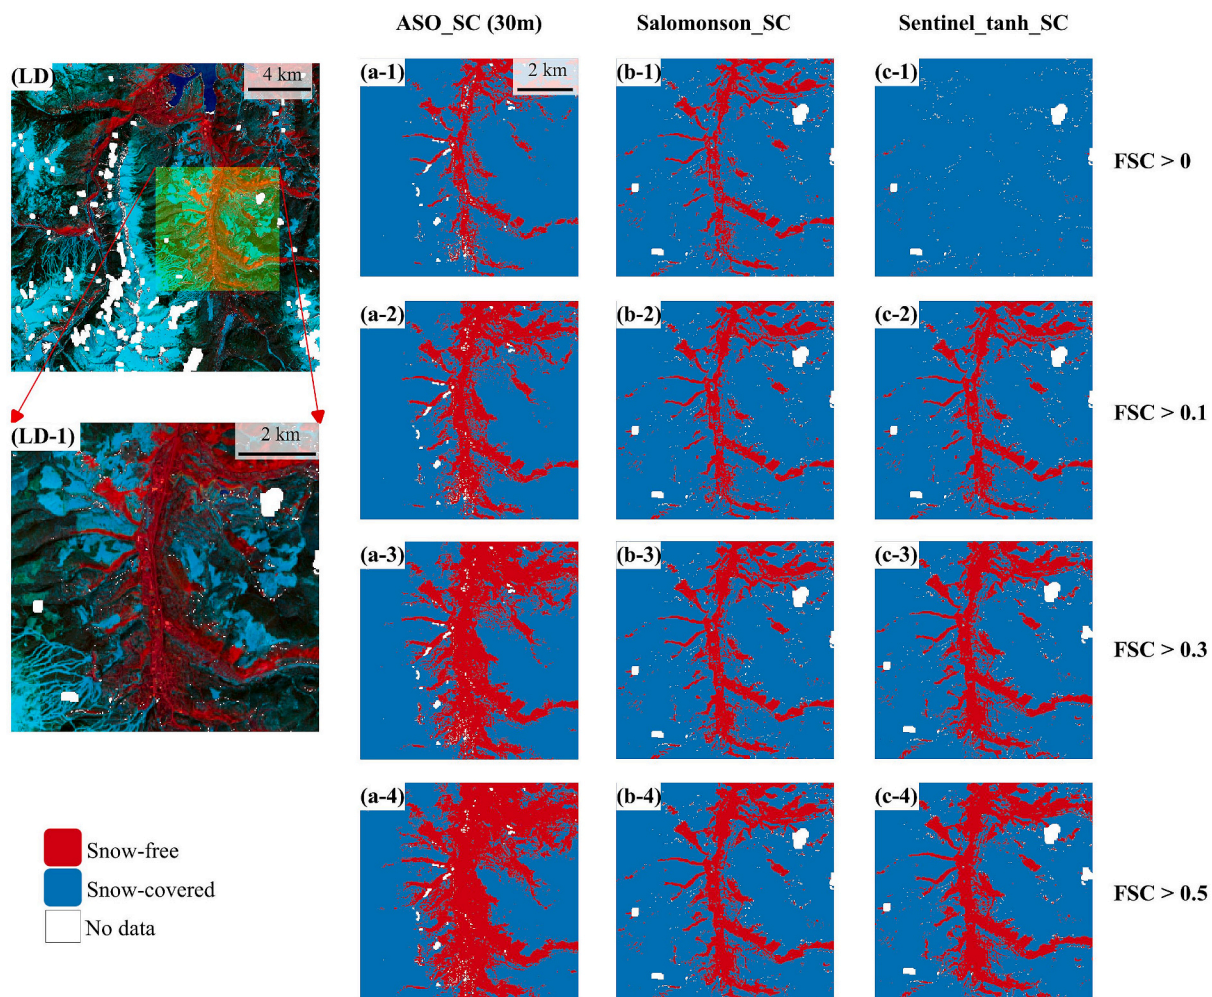 ASO_SC (30m) Salomonson_SC Sentinel_tanh_SC
(LD) 4 km (a-1) 2 km (b-1) (c-1)
FSC > 0
(a-2) (b-2) (c-2)
FSC > 0.1
(LD-1) 2 km
(a-3) (b-3) (c-3)
FSC > 0.3
(a-4) (b-4) (c-4)
FSC > 0.5
Snow-free
Snow-covered
No data